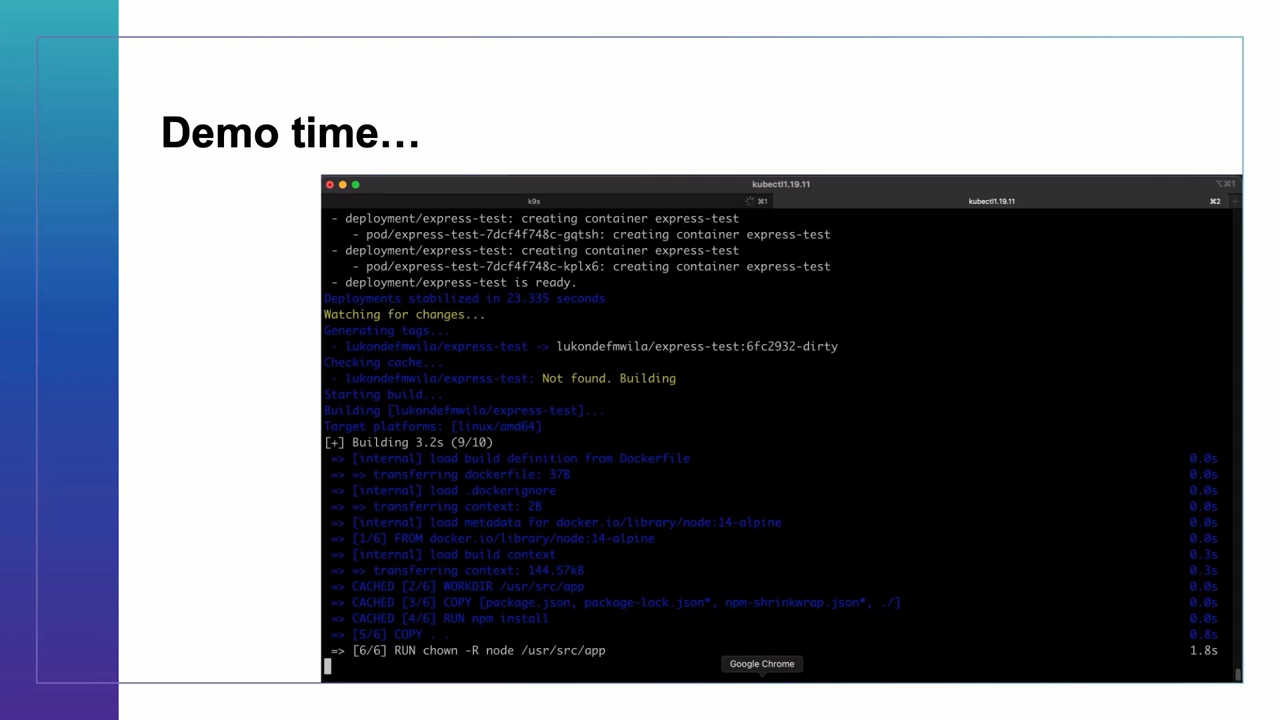 Demo time...
kubectl1.19.11
⌥⌘1
k9s
⌘1
kubectl1.19.11
⌘2
- deployment/express-test: creating container express-test
- pod/express-test-7dcf4f748c-gqtsh: creating container express-test
- deployment/express-test: creating container express-test
- pod/express-test-7dcf4f748c-kplx6: creating container express-test
- deployment/express-test is ready.
Deployments stabilized in 23.335 seconds
Watching for changes...
Generating tags...
- lukondefmwila/express-test -> lukondefmwila/express-test:6fc2932-dirty
Checking cache...
- lukondefmwila/express-test: Not found. Building
Starting build...
Building [lukondefmwila/express-test]...
Target platforms: [linux/amd64]
[+] Building 3.2s (9/10)
=> [internal] load build definition from Dockerfile 0.0s
=> => transferring dockerfile: 37B 0.0s
=> [internal] load .dockerignore 0.0s
=> => transferring context: 2B 0.0s
=> [internal] load metadata for docker.io/library/node:14-alpine 0.0s
=> [1/6] FROM docker.io/library/node:14-alpine 0.0s
=> [internal] load build context 0.3s
=> => transferring context: 144.57kB 0.3s
=> CACHED [2/6] WORKDIR /usr/src/app 0.0s
=> CACHED [3/6] COPY [package.json, package-lock.json*, npm-shrinkwrap.json*, ./] 0.0s
=> CACHED [4/6] RUN npm install 0.0s
=> [5/6] COPY . . 0.8s
=> [6/6] RUN chown -R node /usr/src/app 1.8s
Google Chrome